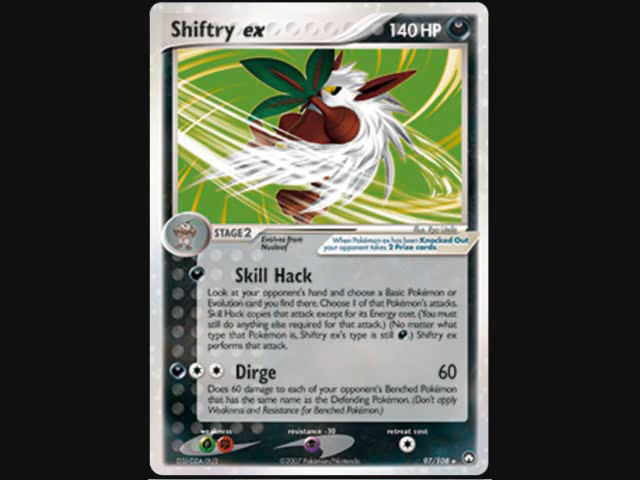 Shiftry ex 140 HP
Illus. Ryo Ueda
STAGE 2
Evolves from
Nuzleaf
When Pokémon-ex has been Knocked Out,
your opponent takes 2 Prize cards.
Skill Hack
Look at your opponent's hand and choose a Basic Pokémon or
Evolution card you find there. Choose 1 of that Pokémon's attacks.
Skill Hack copies that attack except for its Energy cost. (You must
still do anything else required for that attack.) (No matter what
type that Pokémon is, Shiftry ex's type is still .) Shiftry ex
performs that attack.
Dirge 60
Does 60 damage to each of your opponent's Benched Pokémon
that has the same name as the Defending Pokémon. (Don't apply
Weakness and Resistance for Benched Pokémon.)
weakness resistance -30 retreat cost
©2007 Pokémon/Nintendo 97/108